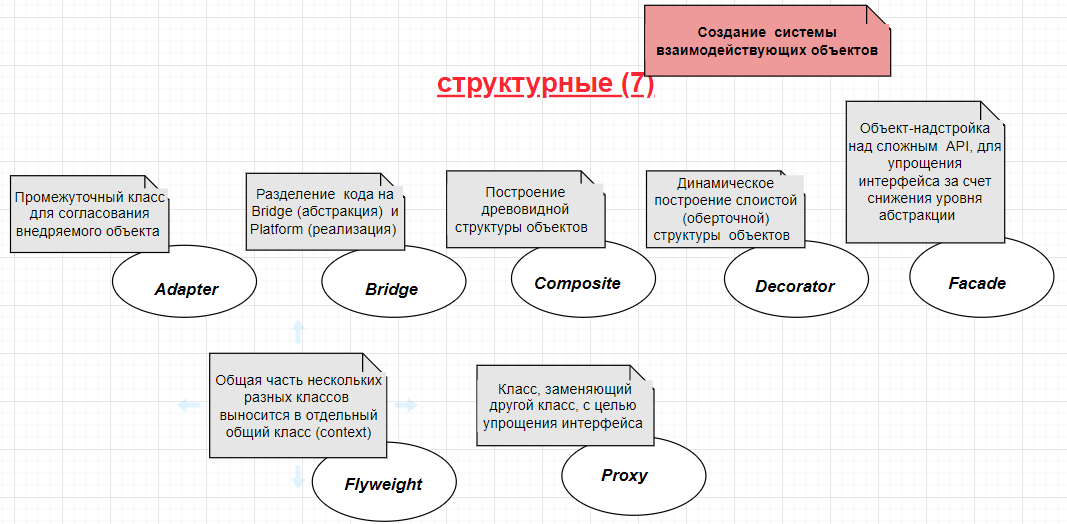 Создание системы
взаимодействующих объектов
структурные (7)
Объект-надстройка
над сложным API, для
упрощения
интерфейса за счет
снижения уровня
абстракции
Промежуточный класс
для согласования
внедряемого объекта
Adapter
Разделение кода на
Bridge (абстракция) и
Platform (реализация)
Bridge
Построение
древовидной
структуры объектов
Composite
Динамическое
построение слоистой
(оберточной)
структуры объектов
Decorator
Facade
Общая часть нескольких
разных классов
выносится в отдельный
общий класс (context)
Flyweight
Класс, заменяющий
другой класс, с целью
упрощения интерфейса
Proxy